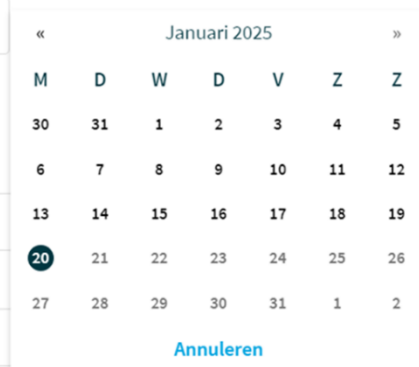 « Januari 2025 »
M D W D V Z Z
30 31 1 2 3 4 5
6 7 8 9 10 11 12
13 14 15 16 17 18 19
20 21 22 23 24 25 26
27 28 29 30 31 1 2
Annuleren